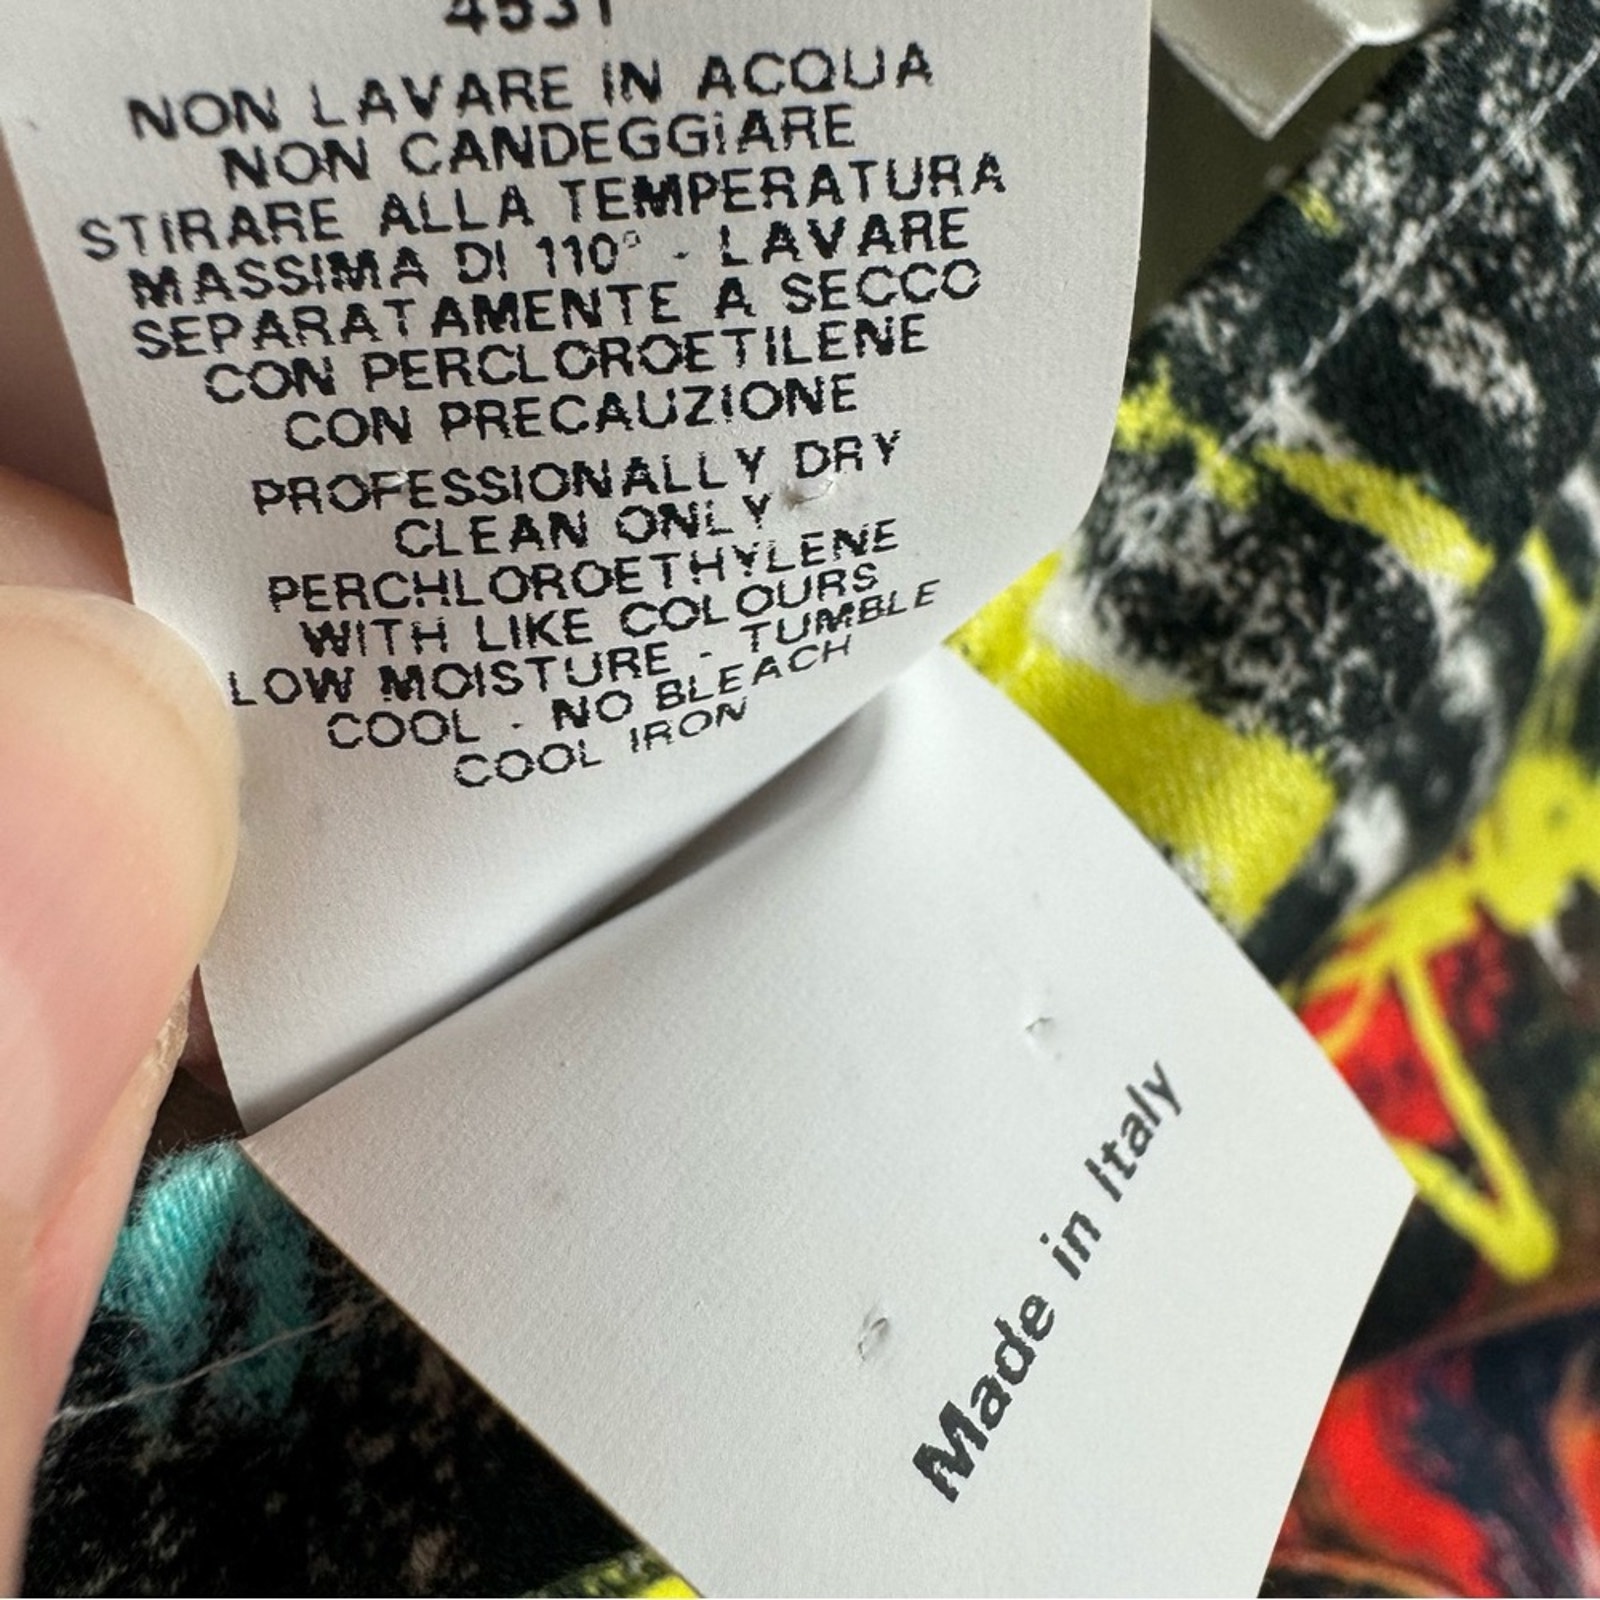 4531
NON LAVARE IN ACQUA
NON CANDEGGIARE
STIRARE ALLA TEMPERATURA
MASSIMA DI 110° - LAVARE
SEPARATAMENTE A SECCO
CON PERCLOROETILENE
CON PRECAUZIONE
PROFESSIONALLY DRY
CLEAN ONLY
PERCHLOROETHYLENE
WITH LIKE COLOURS
LOW MOISTURE - TUMBLE
COOL - NO BLEACH
COOL IRON
Made in Italy